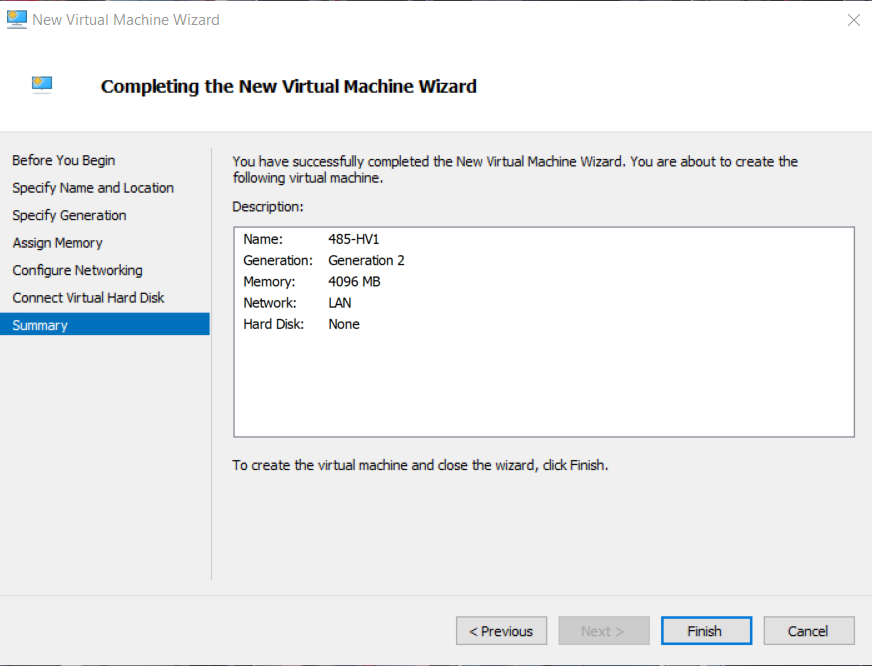 New Virtual Machine Wizard
Completing the New Virtual Machine Wizard
Before You Begin
Specify Name and Location
Specify Generation
Assign Memory
Configure Networking
Connect Virtual Hard Disk
Summary
You have successfully completed the New Virtual Machine Wizard. You are about to create the
following virtual machine.
Description:
Name: 485-HV1
Generation: Generation 2
Memory: 4096 MB
Network: LAN
Hard Disk: None
To create the virtual machine and close the wizard, click Finish.
< Previous Next > Finish Cancel